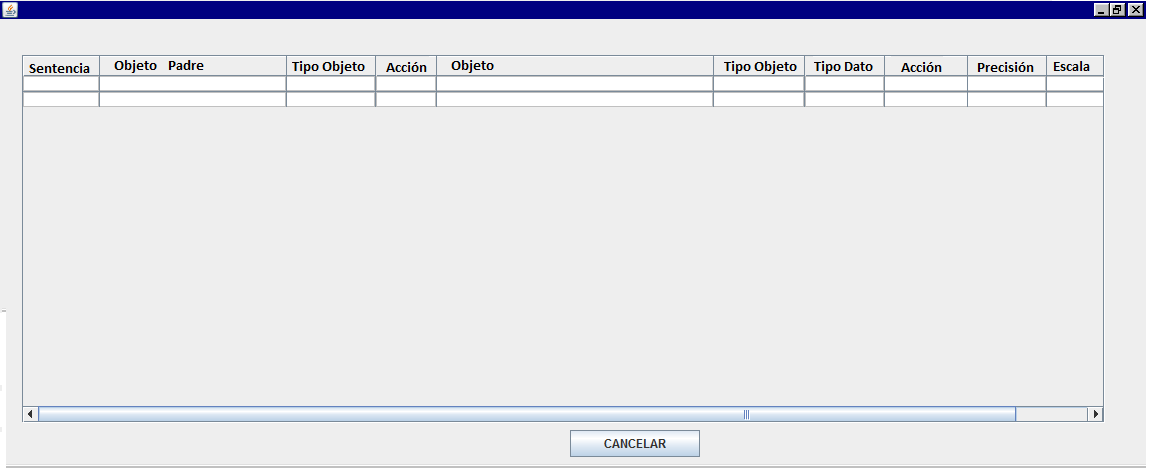 Sentencia Objeto Padre Tipo Objeto Acción Objeto Tipo Objeto Tipo Dato Acción Precisión Escala
CANCELAR